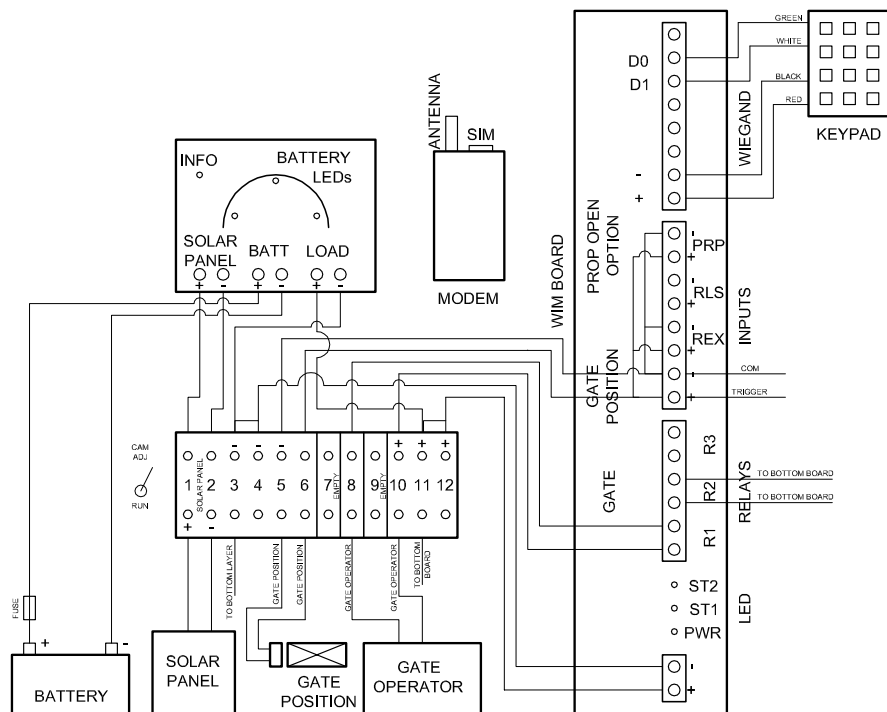 GREEN
WHITE
BLACK
RED
KEYPAD
D0
D1
-
+
WIEGAND
ANTENNA
SIM
MODEM
INFO
BATTERY
LEDs
SOLAR
PANEL
BATT
LOAD
+ - + - + -
WIM BOARD
PROP OPEN
OPTION
- PRP
+
- RLS
+
- REX
+
-
+
INPUTS
GATE
POSITION
COM
TRIGGER
CAM
ADJ
RUN
- - - + + +
1 2 3 4 5 6 7 8 9 10 11 12
SOLAR PANEL
EMPTY
EMPTY
+ -
GATE
R3
R2
R1
RELAYS
TO BOTTOM BOARD
TO BOTTOM BOARD
TO BOTTOM LAYER
GATE POSITION
GATE POSITION
GATE OPERATOR
GATE OPERATOR
TO BOTTOM
BOARD
ST2
ST1
PWR
LED
-
+
FUSE
+ -
BATTERY
SOLAR
PANEL
GATE
POSITION
GATE
OPERATOR